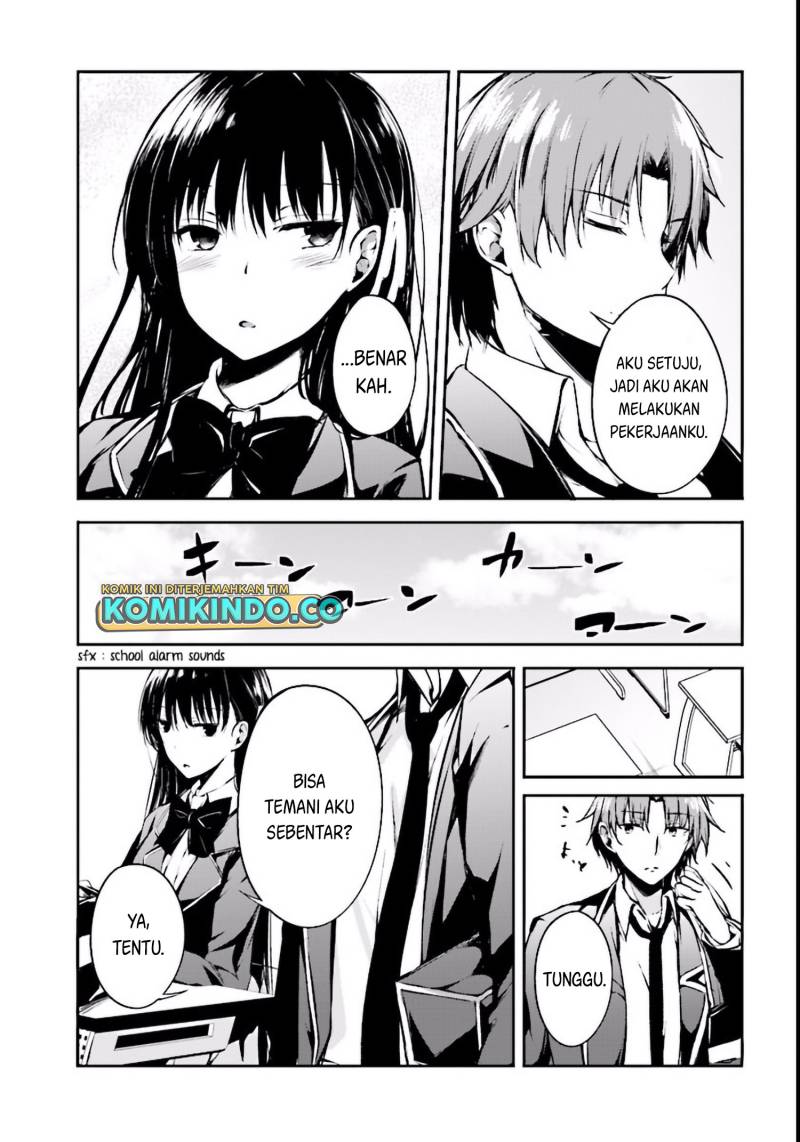 AKU SETUJU,
JADI AKU AKAN
MELAKUKAN
PEKERJAANKU.
...BENAR
KAH.
キーン
コーン
カーン
コーン
KOMIK INI DITERJEMAHKAN TIM
KOMIKINDO.CO
sfx : school alarm sounds
TUNGGU.
BISA
TEMANI AKU
SEBENTAR?
YA,
TENTU.